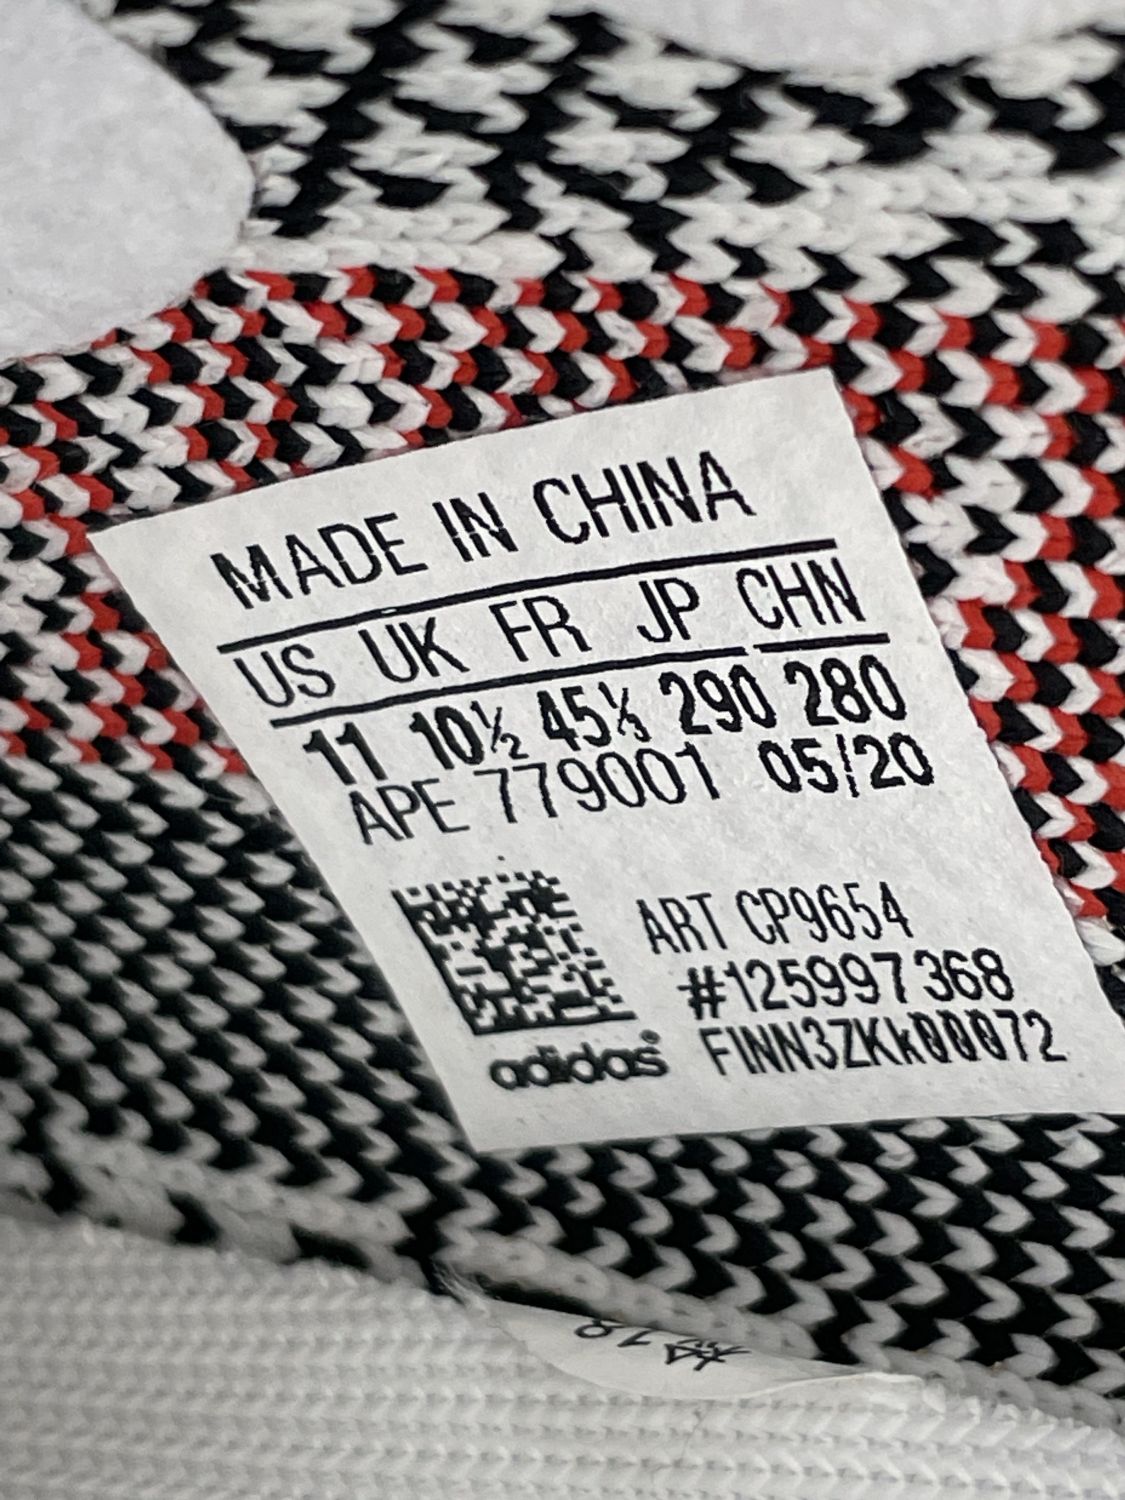 MADE IN CHINA
US UK FR JP CHN
11 10½ 45⅓ 290 280
APE 779001 05/20
ART CP9654
#125997368
adidas®